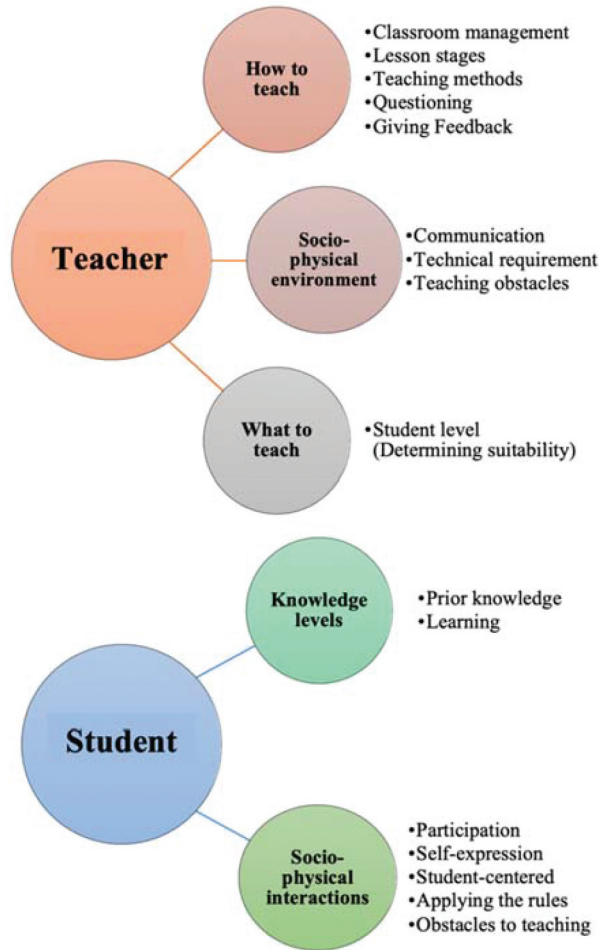 How to
teach
•Classroom management
•Lesson stages
•Teaching methods
•Questioning
•Giving Feedback
Teacher
Socio-
physical
environment
•Communication
•Technical requirement
•Teaching obstacles
What to
teach
•Student level
(Determining suitability)
Knowledge
levels
•Prior knowledge
•Learning
Student
Socio-
physical
interactions
•Participation
•Self-expression
•Student-centered
•Applying the rules
•Obstacles to teaching